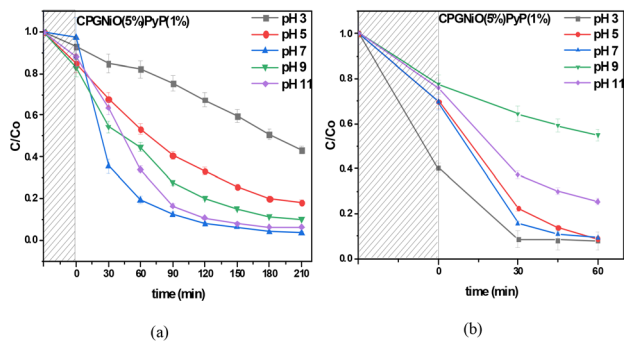 (a)
CPGNiO(5%)PyP(1%)
pH 3
pH 5
pH 7
pH 9
pH 11
C/Co
1.0
0.8
0.6
0.4
0.2
0.0
0 30 60 90 120 150 180 210
time (min)
(a)
(b)
CPGNiO(5%)PyP(1%)
pH 3
pH 5
pH 7
pH 9
pH 11
C/Co
1.0
0.8
0.6
0.4
0.2
0.0
0 30 60
time (min)
(b)